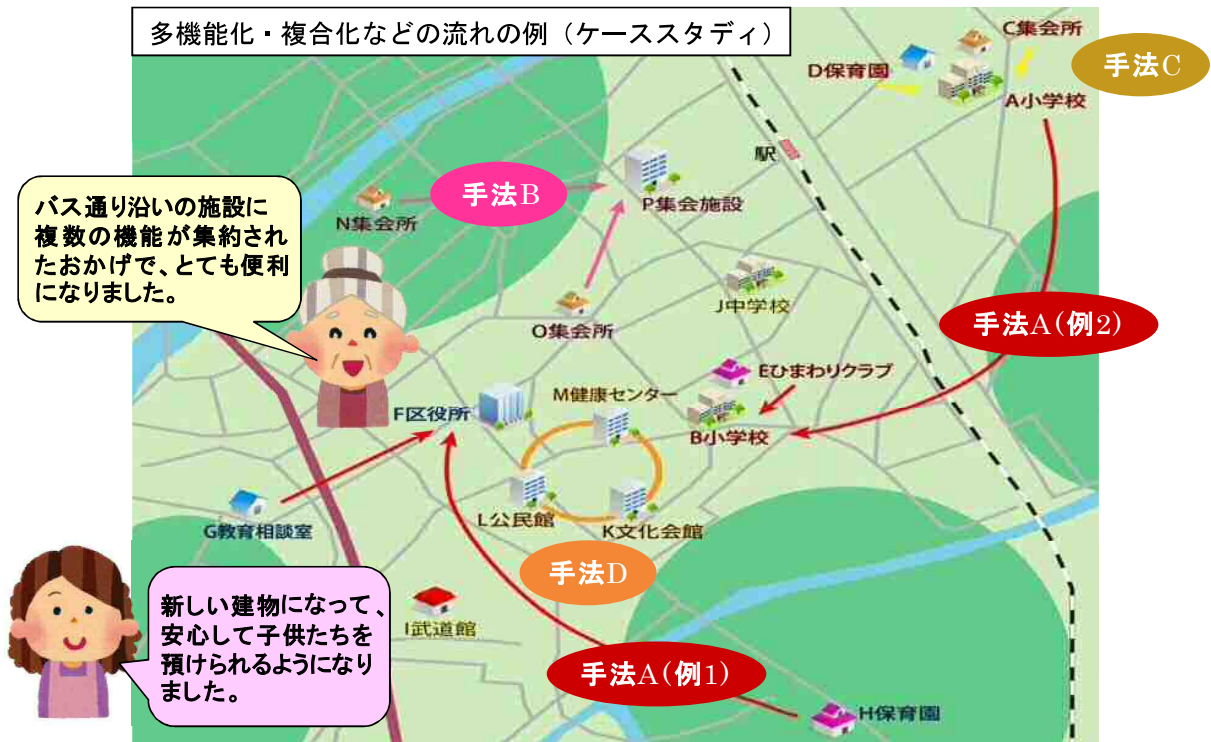 多機能化・複合化などの流れの例（ケーススタディ）
C集会所
手法C
D保育園
A小学校
駅
手法B
P集会施設
N集会所
バス通り沿いの施設に
複数の機能が集約され
たおかげで、とても便利
になりました。
J中学校
O集会所
手法A(例2)
Eひまわりクラブ
M健康センター
F区役所
B小学校
L公民館
K文化会館
G教育相談室
手法D
新しい建物になって、
安心して子供たちを
預けられるようになり
ました。
I武道館
手法A(例1)
H保育園